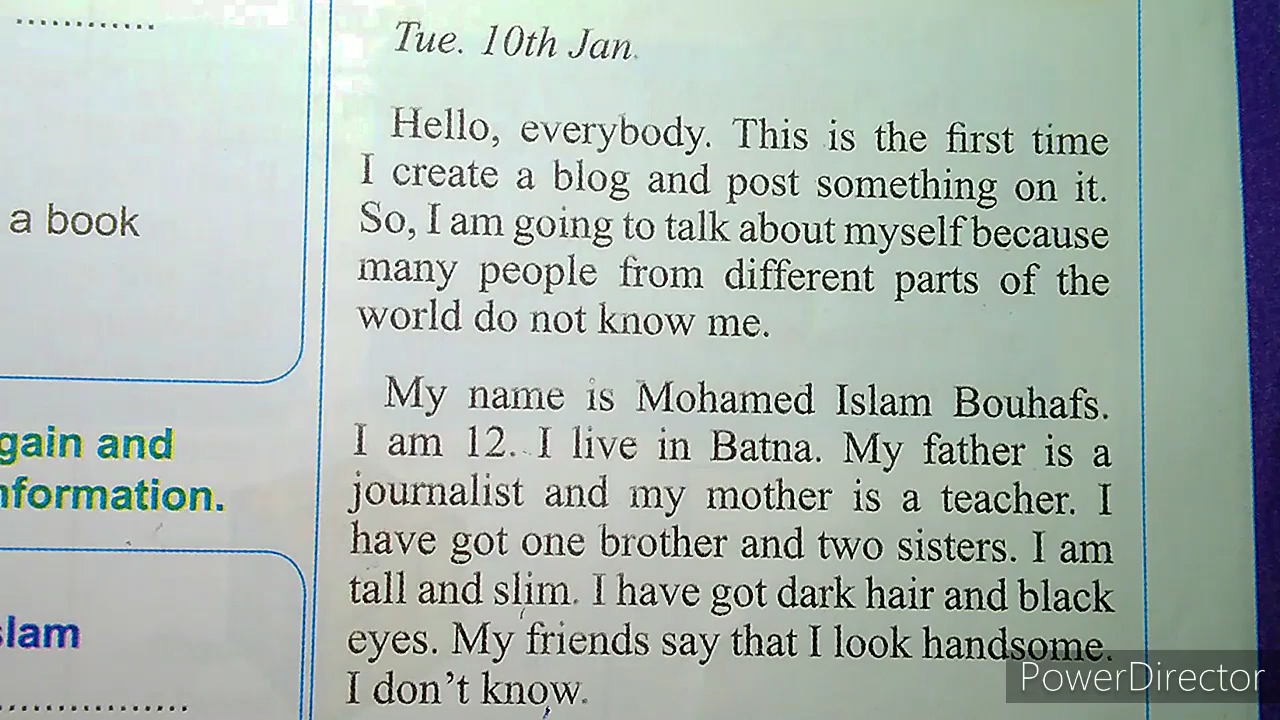 ............
a book
gain and
nformation.
slam
.................
Tue. 10th Jan.
Hello, everybody. This is the first time
I create a blog and post something on it.
So, I am going to talk about myself because
many people from different parts of the
world do not know me.
My name is Mohamed Islam Bouhafs.
I am 12. I live in Batna. My father is a
journalist and my mother is a teacher. I
have got one brother and two sisters. I am
tall and slim. I have got dark hair and black
eyes. My friends say that I look handsome.
I don't know.
PowerDirector